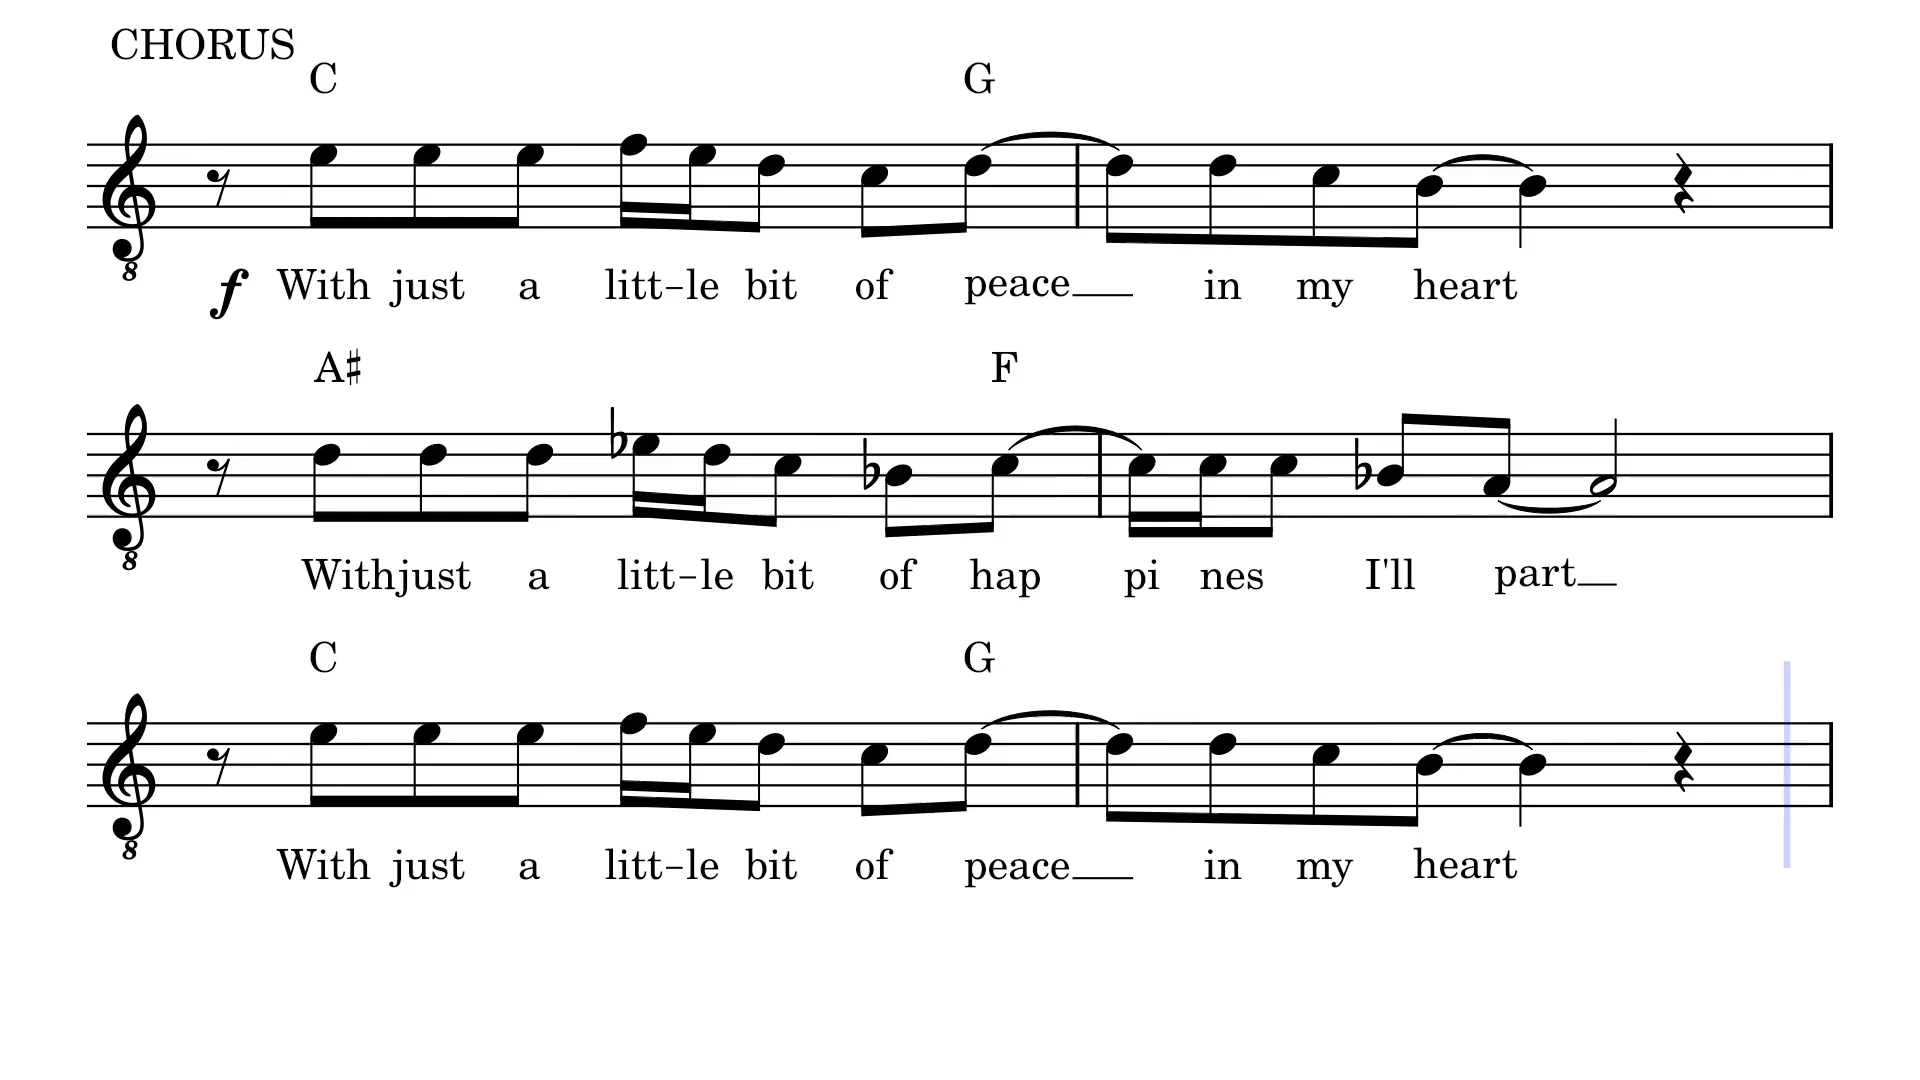 CHORUS
C G
f With just a litt-le bit of peace in my heart
A♯ F
Withjust a litt-le bit of hap pi nes I'll part
C G
With just a litt-le bit of peace in my heart